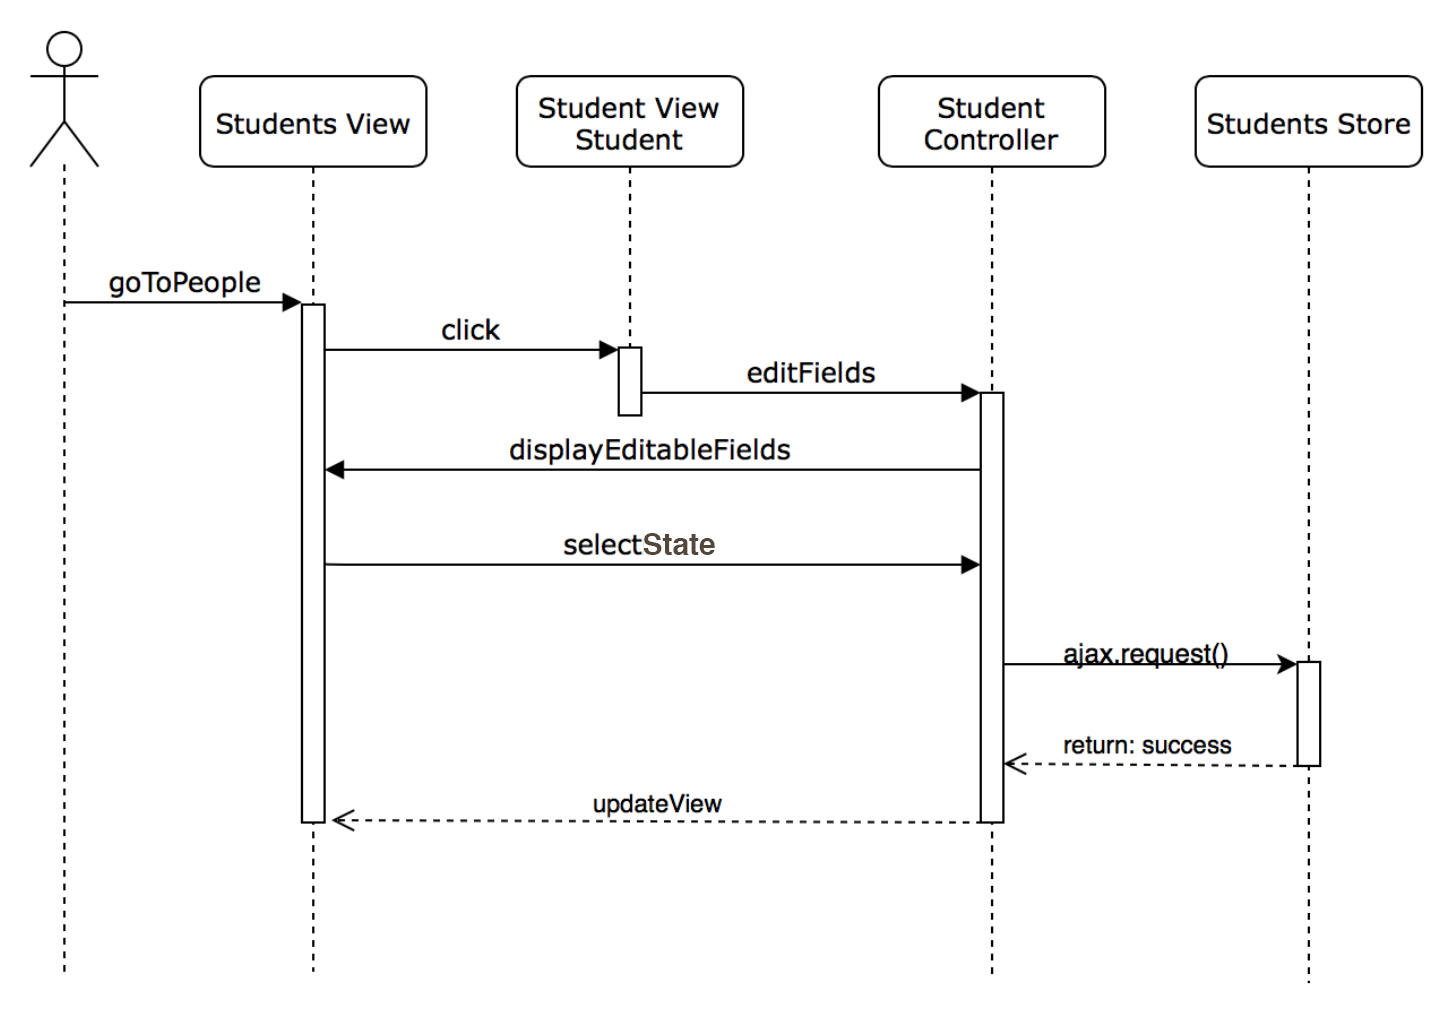 Students View
Student View
Student
Student
Controller
Students Store
goToPeople
click
editFields
displayEditableFields
selectState
ajax.request()
return: success
updateView